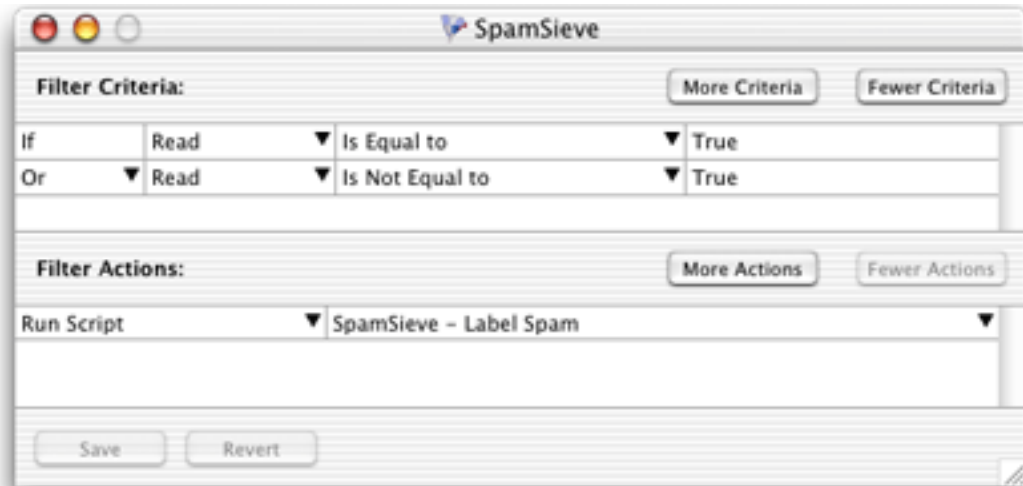 SpamSieve
Filter Criteria: More Criteria Fewer Criteria
If Read Is Equal to True
Or Read Is Not Equal to True
Filter Actions: More Actions Fewer Actions
Run Script SpamSieve – Label Spam
Save Revert